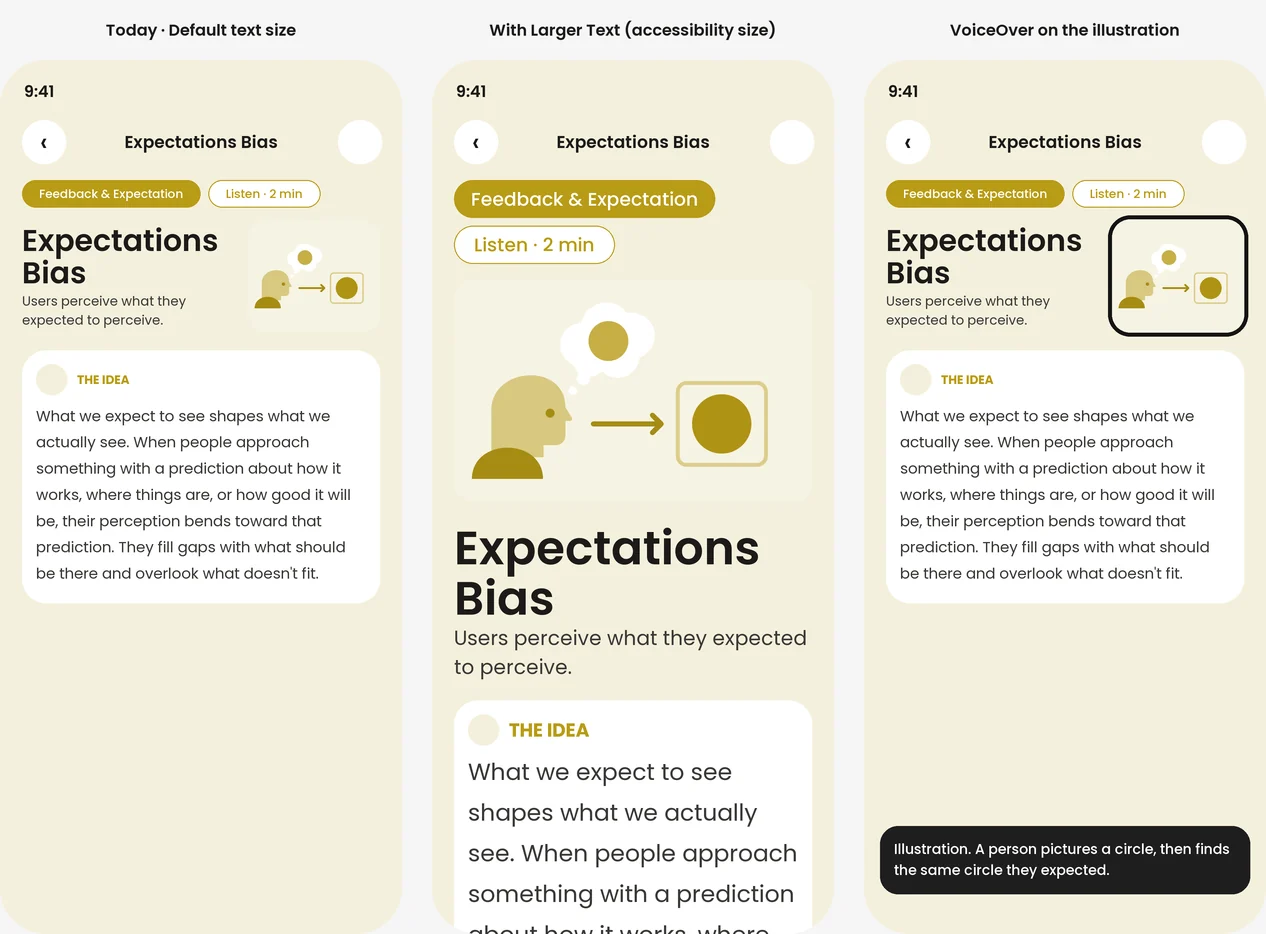 Today · Default text size
9:41
‹
Expectations Bias
Feedback & Expectation
Listen · 2 min
Expectations
Bias
Users perceive what they
expected to perceive.
THE IDEA
What we expect to see shapes what we
actually see. When people approach
something with a prediction about how it
works, where things are, or how good it will
be, their perception bends toward that
prediction. They fill gaps with what should
be there and overlook what doesn't fit.
With Larger Text (accessibility size)
9:41
‹
Expectations Bias
Feedback & Expectation
Listen · 2 min
Expectations
Bias
Users perceive what they expected
to perceive.
THE IDEA
What we expect to see
shapes what we actually
see. When people approach
something with a prediction
about how it works, where
VoiceOver on the illustration
9:41
‹
Expectations Bias
Feedback & Expectation
Listen · 2 min
Expectations
Bias
Users perceive what they
expected to perceive.
THE IDEA
What we expect to see shapes what we
actually see. When people approach
something with a prediction about how it
works, where things are, or how good it will
be, their perception bends toward that
prediction. They fill gaps with what should
be there and overlook what doesn't fit.
Illustration. A person pictures a circle, then finds
the same circle they expected.